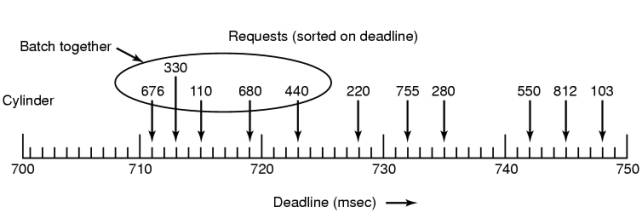 Requests (sorted on deadline)
Batch together
330
676 110 680 440 220 755 280 550 812 103
Cylinder
700 710 720 730 740 750
Deadline (msec)